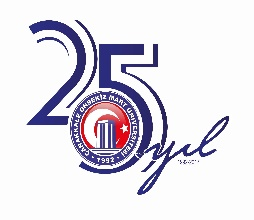 25
ÇANAKKALE ONSEKİZ MART ÜNİVERSİTESİ
• 1992 •
yıl